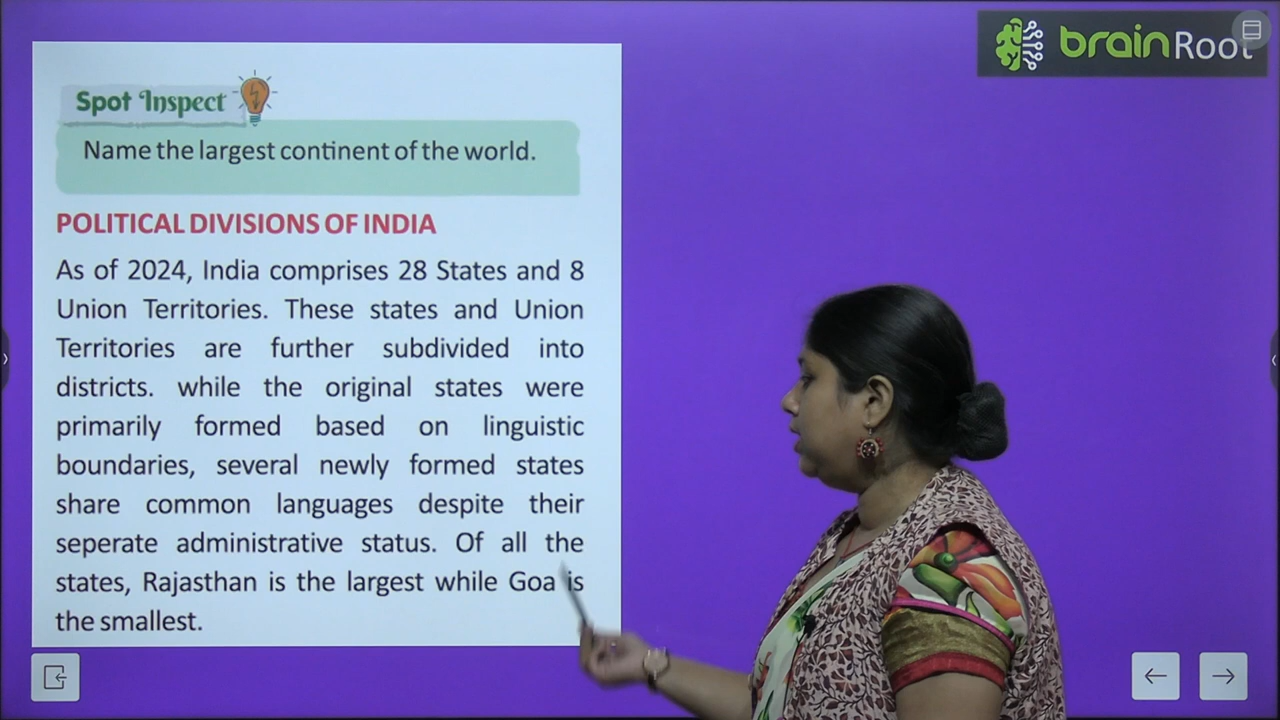 brainRoot
Spot Inspect
Name the largest continent of the world.
POLITICAL DIVISIONS OF INDIA
As of 2024, India comprises 28 States and 8
Union Territories. These states and Union
Territories are further subdivided into
districts. while the original states were
primarily formed based on linguistic
boundaries, several newly formed states
share common languages despite their
seperate administrative status. Of all the
states, Rajasthan is the largest while Goa is
the smallest.